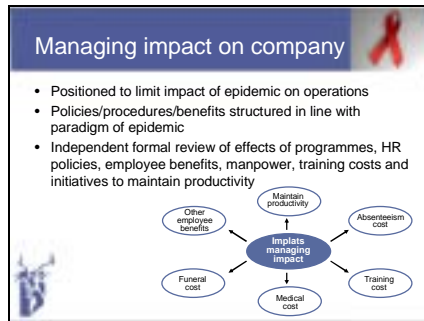 Managing impact on company
• Positioned to limit impact of epidemic on operations
• Policies/procedures/benefits structured in line with
paradigm of epidemic
• Independent formal review of effects of programmes, HR
policies, employee benefits, manpower, training costs and
initiatives to maintain productivity
Maintain
productivity
Other
employee
benefits
Absenteeism
cost
Implats
managing
impact
Funeral
cost
Training
cost
Medical
cost